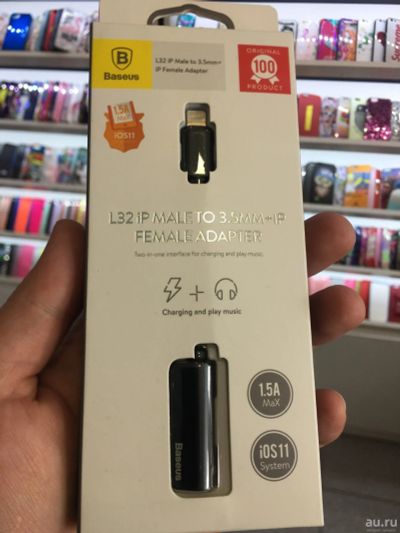 Baseus
L32 iP Male to 3.5mm+
iP Female Adapter
ORIGINAL
100
PRODUCT
1.5A
MaX
iOS11
L32 iP MALE TO 3.5MM+iP
FEMALE ADAPTER
Two-in-one interface for charging and play music.
+
Charging and play music
Baseus
1.5A
MaX
iOS11
System
au.ru